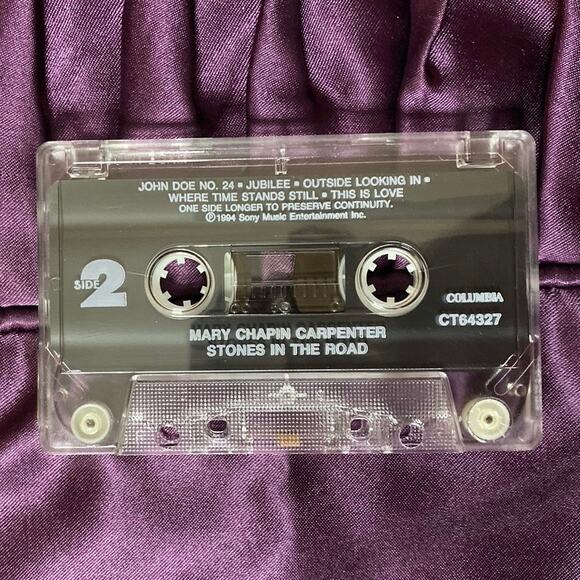 JOHN DOE NO. 24 • JUBILEE • OUTSIDE LOOKING IN •
WHERE TIME STANDS STILL • THIS IS LOVE
ONE SIDE LONGER TO PRESERVE CONTINUITY.
℗1994 Sony Music Entertainment Inc.
SIDE 2
COLUMBIA
CT64327
MARY CHAPIN CARPENTER
STONES IN THE ROAD